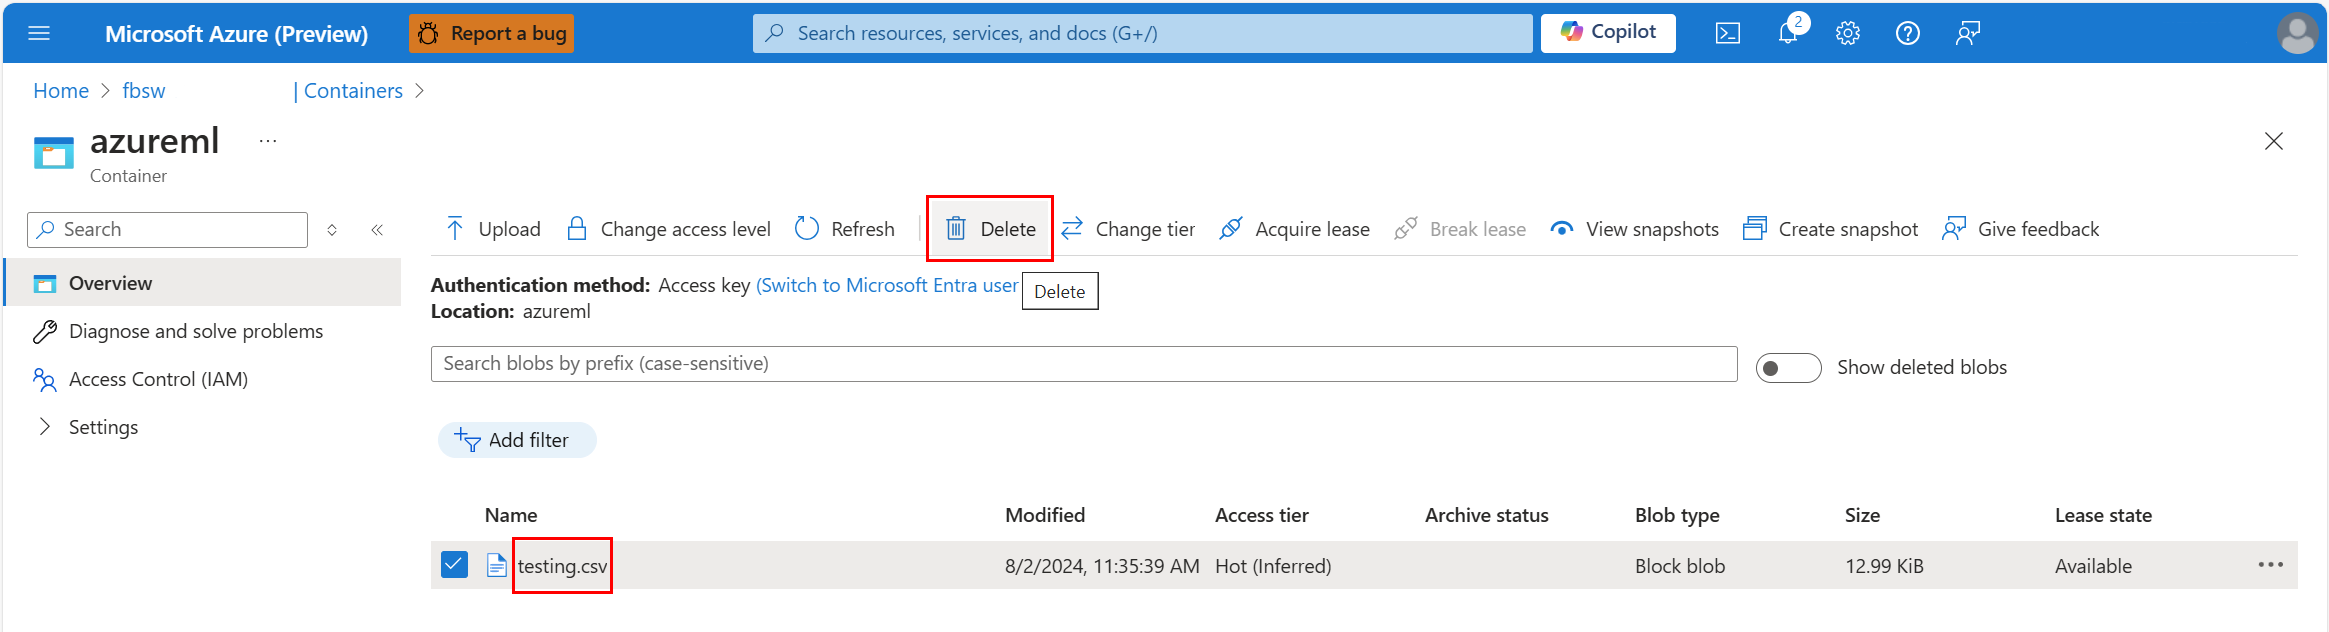 Microsoft Azure (Preview) Report a bug Search resources, services, and docs (G+/) Copilot 2
Home > fbsw | Containers >
azureml ...
Container
Search Upload Change access level Refresh Delete Change tier Acquire lease Break lease View snapshots Create snapshot Give feedback
Overview
Diagnose and solve problems
Access Control (IAM)
Settings
Authentication method: Access key (Switch to Microsoft Entra user
Delete
Location: azureml
Search blobs by prefix (case-sensitive) Show deleted blobs
Add filter
Name Modified Access tier Archive status Blob type Size Lease state
testing.csv 8/2/2024, 11:35:39 AM Hot (Inferred) Block blob 12.99 KiB Available ...